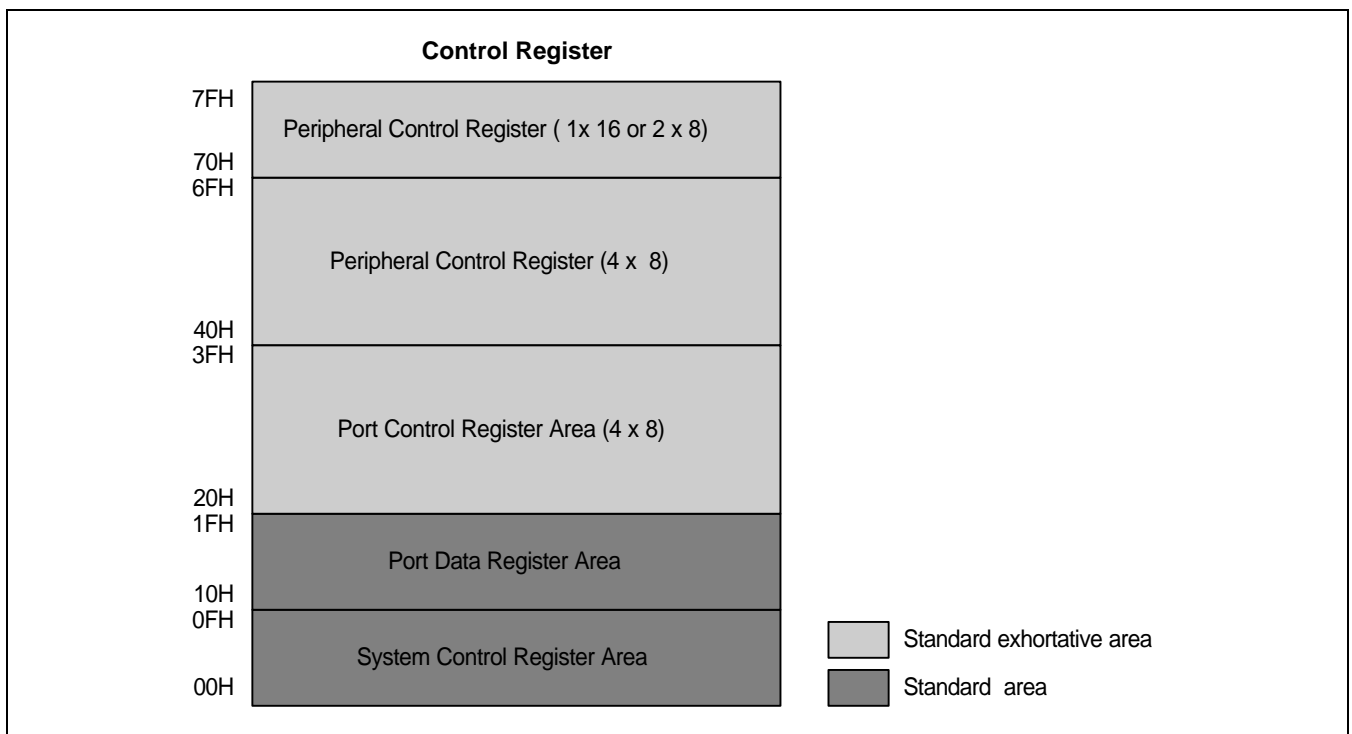 Control Register
7FH
Peripheral Control Register ( 1x 16 or 2 x 8)
70H
6FH
Peripheral Control Register (4 x 8)
40H
3FH
Port Control Register Area (4 x 8)
20H
1FH
Port Data Register Area
10H
0FH
System Control Register Area
00H
Standard exhortative area
Standard area